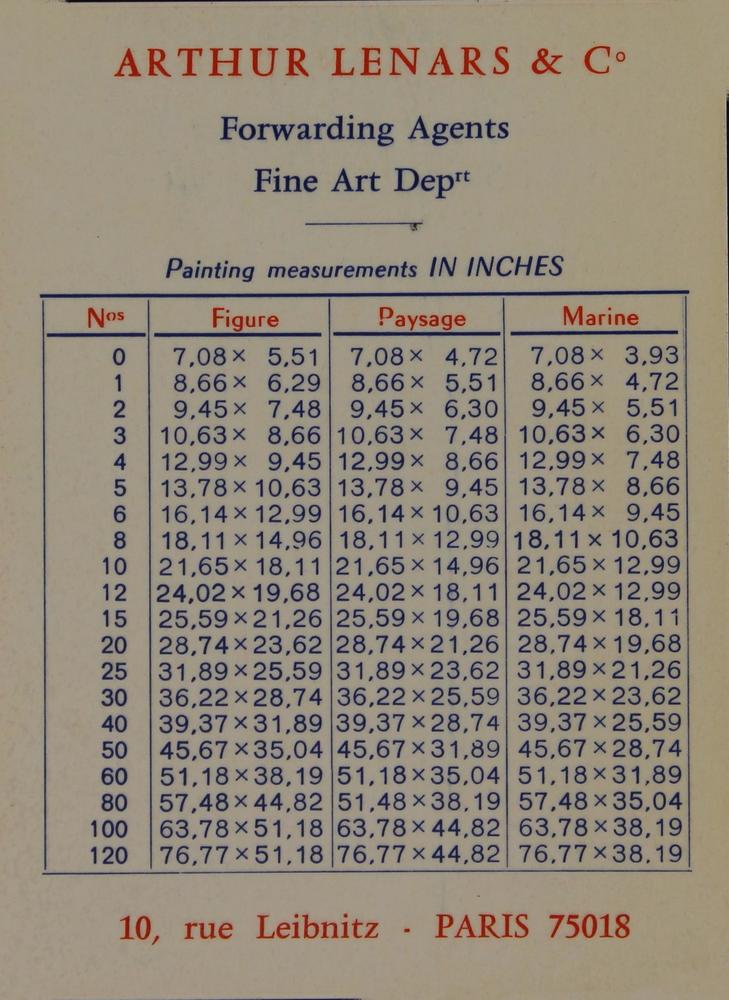 ARTHUR LENARS & Cº
Forwarding Agents
Fine Art Depʳᵗ
Painting measurements IN INCHES
Nos Figure Paysage Marine
0 7,08 × 5,51 7,08 × 4,72 7,08 × 3,93
1 8,66 × 6,29 8,66 × 5,51 8,66 × 4,72
2 9,45 × 7,48 9,45 × 6,30 9,45 × 5,51
3 10,63 × 8,66 10,63 × 7,48 10,63 × 6,30
4 12,99 × 9,45 12,99 × 8,66 12,99 × 7,48
5 13,78 × 10,63 13,78 × 9,45 13,78 × 8,66
6 16,14 × 12,99 16,14 × 10,63 16,14 × 9,45
8 18,11 × 14,96 18,11 × 12,99 18,11 × 10,63
10 21,65 × 18,11 21,65 × 14,96 21,65 × 12,99
12 24,02 × 19,68 24,02 × 18,11 24,02 × 12,99
15 25,59 × 21,26 25,59 × 19,68 25,59 × 18,11
20 28,74 × 23,62 28,74 × 21,26 28,74 × 19,68
25 31,89 × 25,59 31,89 × 23,62 31,89 × 21,26
30 36,22 × 28,74 36,22 × 25,59 36,22 × 23,62
40 39,37 × 31,89 39,37 × 28,74 39,37 × 25,59
50 45,67 × 35,04 45,67 × 31,89 45,67 × 28,74
60 51,18 × 38,19 51,18 × 35,04 51,18 × 31,89
80 57,48 × 44,82 51,48 × 38,19 57,48 × 35,04
100 63,78 × 51,18 63,78 × 44,82 63,78 × 38,19
120 76,77 × 51,18 76,77 × 44,82 76,77 × 38,19
10, rue Leibnitz - PARIS 75018